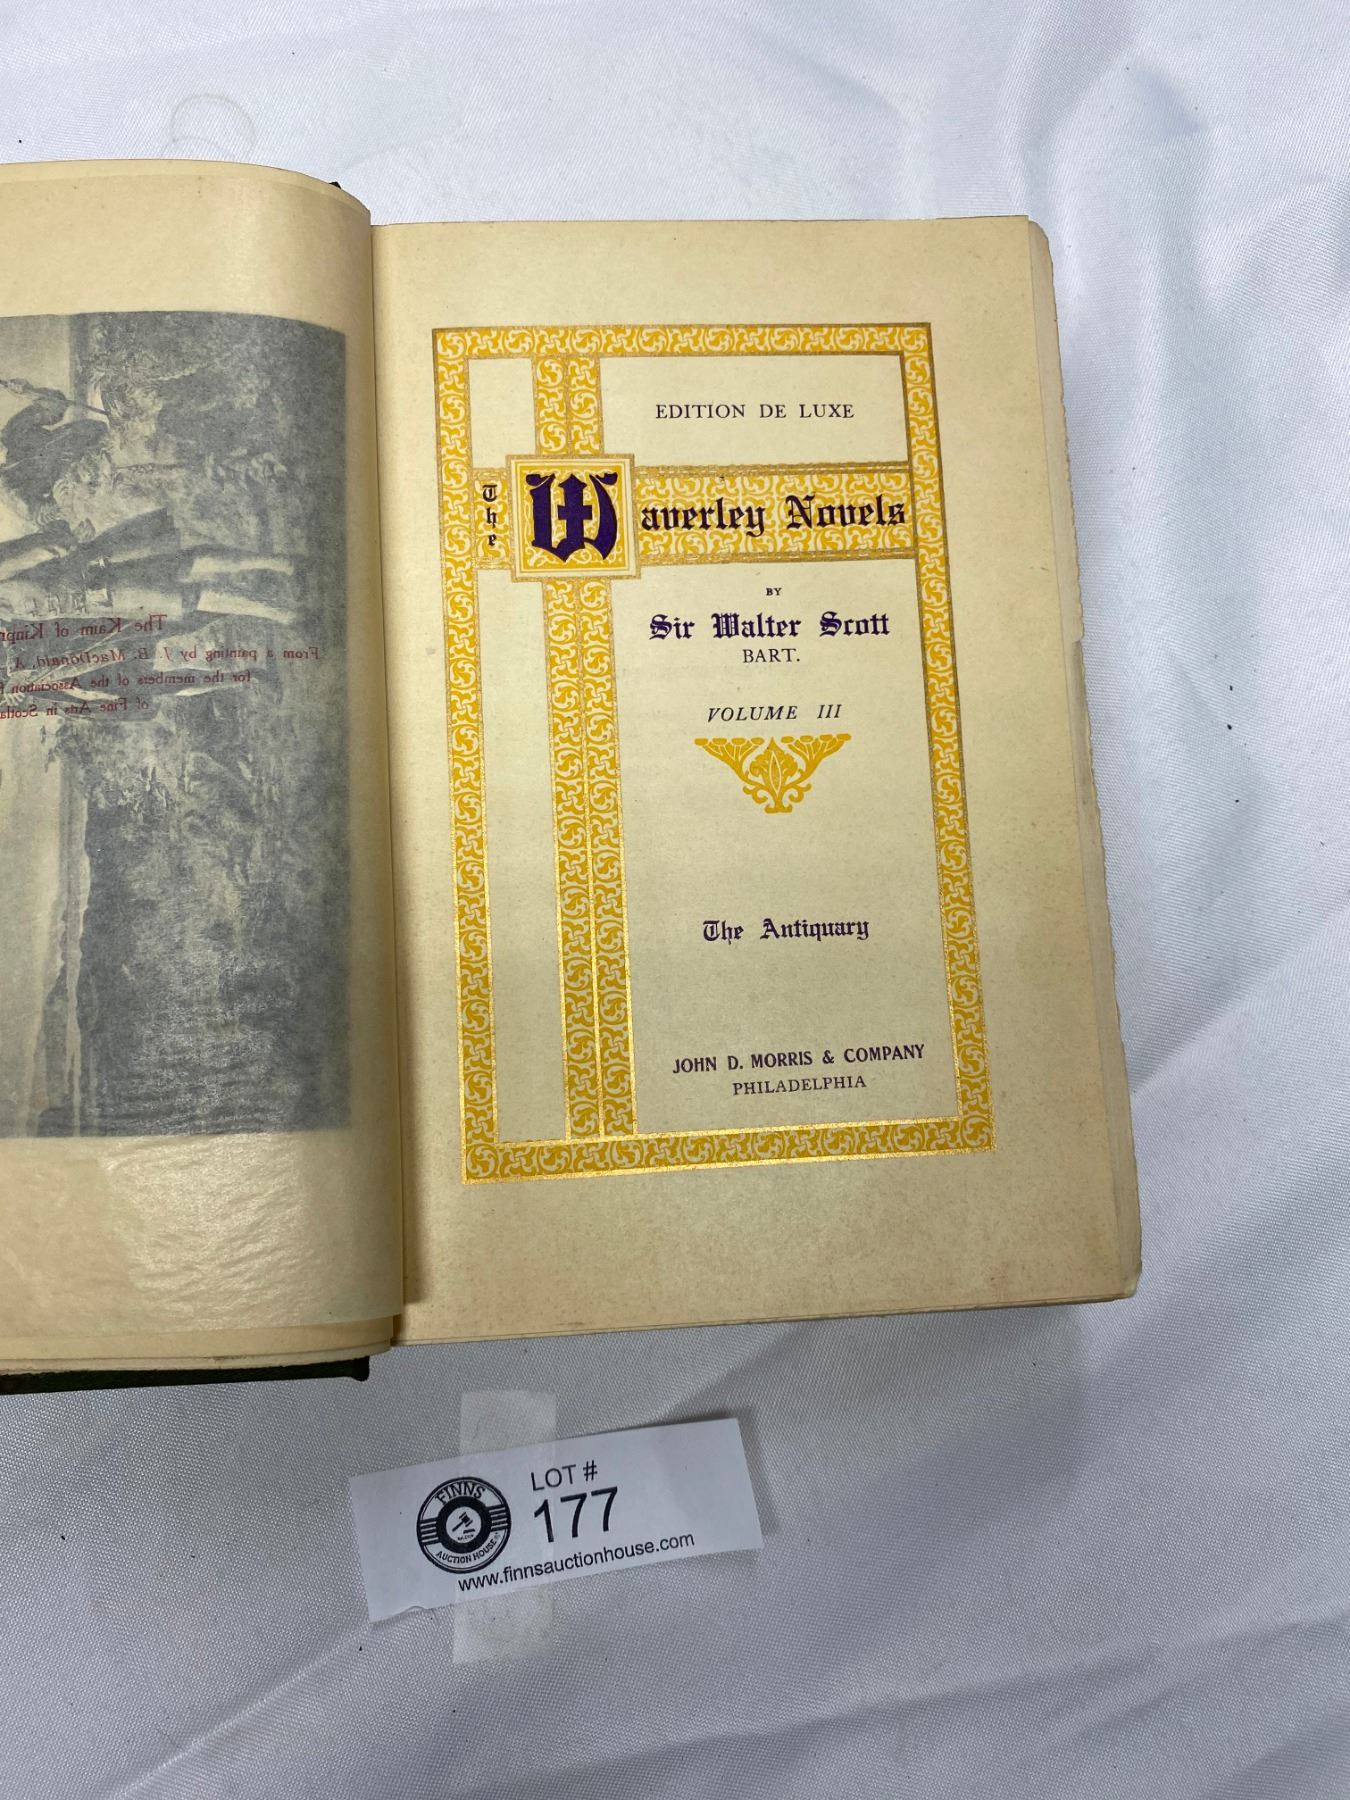 The Kaim of Kinpr
From a painting by J. B. MacDonald, A
for the members of the Association
of Fine Arts in Scotla
EDITION DE LUXE
The Waverley Novels
BY
Sir Walter Scott
BART.
VOLUME III
The Antiquary
JOHN D. MORRIS & COMPANY
PHILADELPHIA
FINNS
AUCTION HOUSE
LOT #
177
www.finnsauctionhouse.com